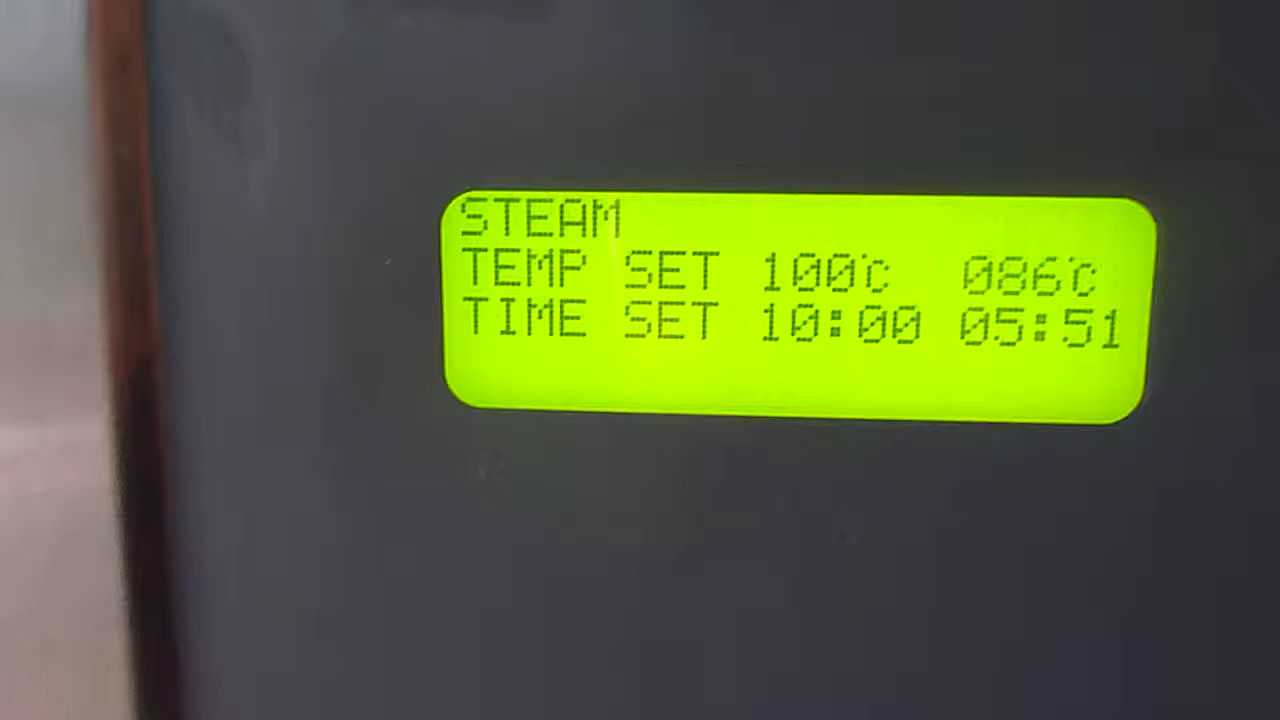 STEAM
TEMP SET 100℃ 086℃
TIME SET 10:00 05:51